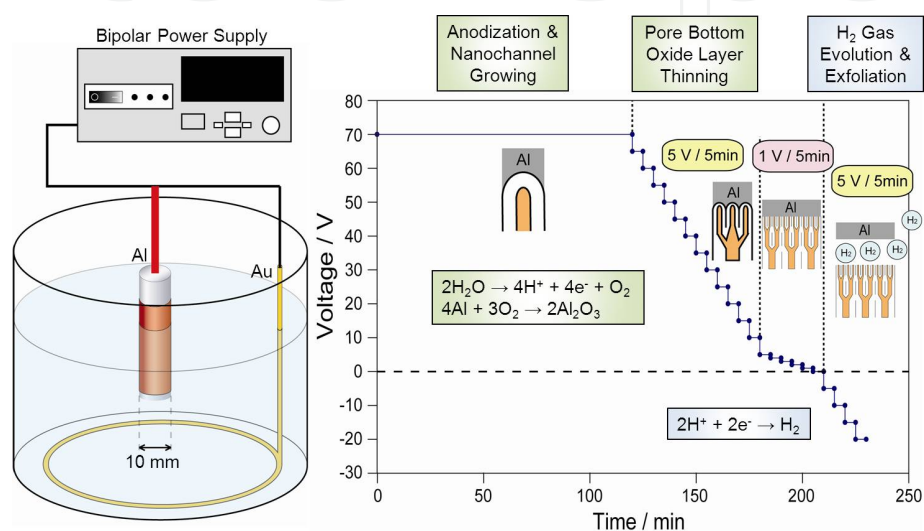 Bipolar Power Supply
Al
Au
10 mm
Anodization &
Nanochannel
Growing
Pore Bottom
Oxide Layer
Thinning
H₂ Gas
Evolution &
Exfoliation
Voltage / V
80
70
60
50
40
30
20
10
0
-10
-20
-30
Al
5 V / 5min
Al
1 V / 5min
Al
5 V / 5min
H₂
Al
H₂ H₂ H₂
2H₂O → 4H⁺ + 4e⁻ + O₂
4Al + 3O₂ → 2Al₂O₃
2H⁺ + 2e⁻ → H₂
0 50 100 150 200 250
Time / min